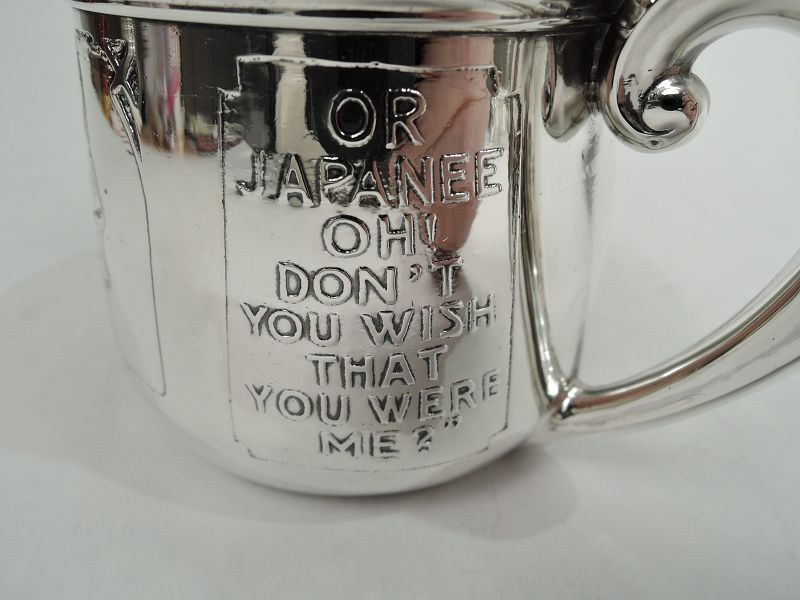 OR
JAPANEE
OH!
DON'T
YOU WISH
THAT
YOU WERE
ME?"